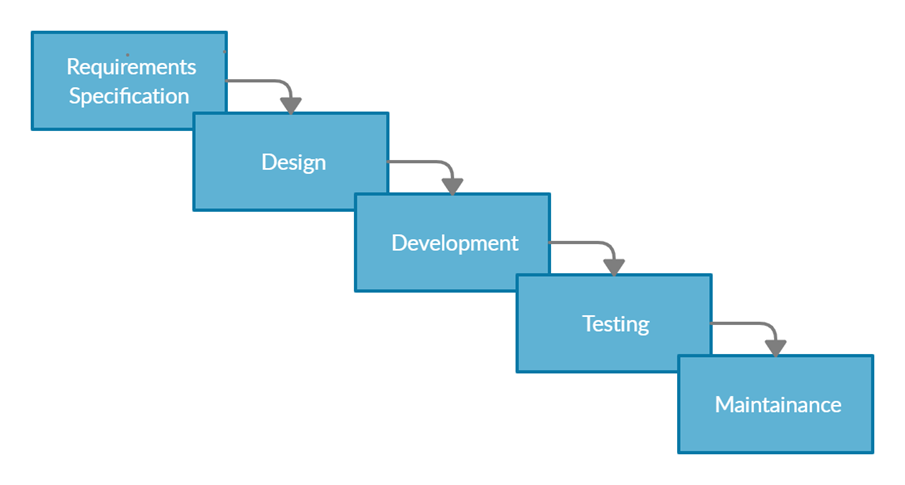 Requirements
Specification
Design
Development
Testing
Maintainance